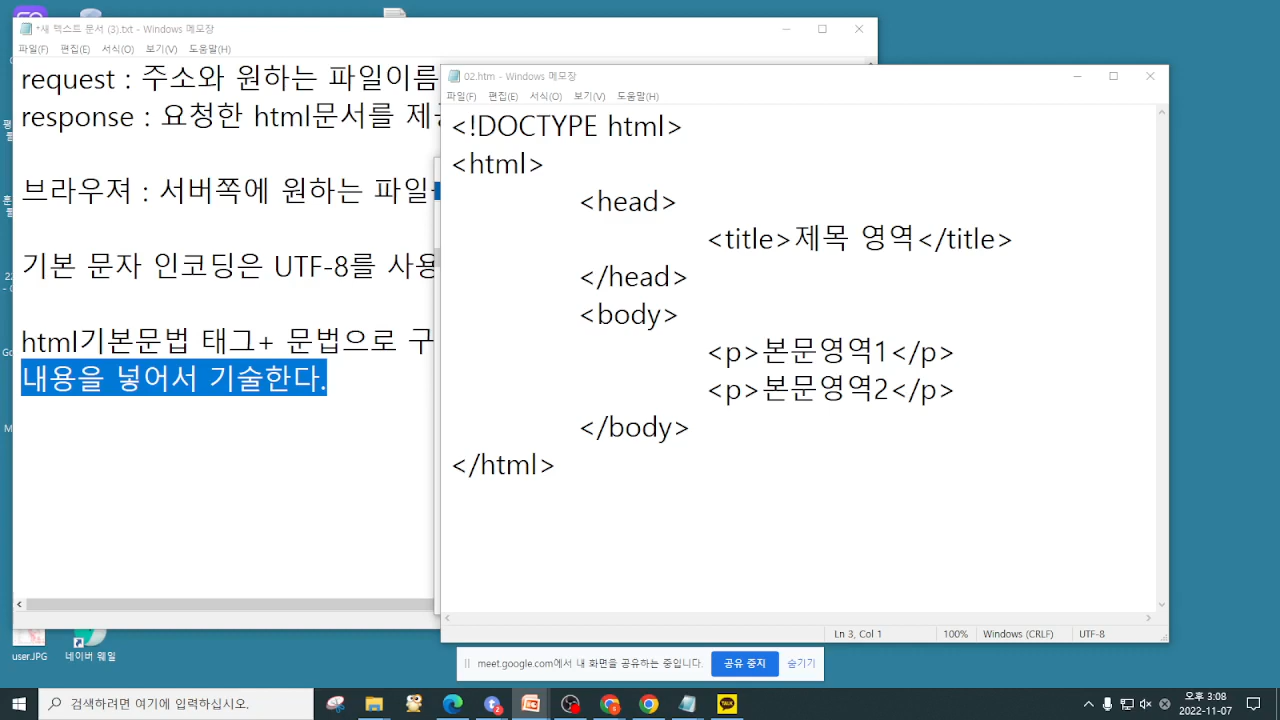 *새 텍스트 문서 (3).txt - Windows 메모장
파일(F) 편집(E) 서식(O) 보기(V) 도움말(H)
request : 주소와 원하는 파일이름
response : 요청한 html문서를 제
브라우져 : 서버쪽에 원하는 파일
기본 문자 인코딩은 UTF-8를 사용
html기본문법 태그+ 문법으로 구
내용을 넣어서 기술한다.
02.htm - Windows 메모장
파일(F) 편집(E) 서식(O) 보기(V) 도움말(H)
<!DOCTYPE html>
<html>
<head>
<title>제목 영역</title>
</head>
<body>
<p>본문영역1</p>
<p>본문영역2</p>
</body>
</html>
Ln 3, Col 1 100% Windows (CRLF) UTF-8
user.JPG 네이버 웨일
meet.google.com에서 내 화면을 공유하는 중입니다. 공유 중지 숨기기
검색하려면 여기에 입력하십시오.
TALK
오후 3:08
2022-11-07